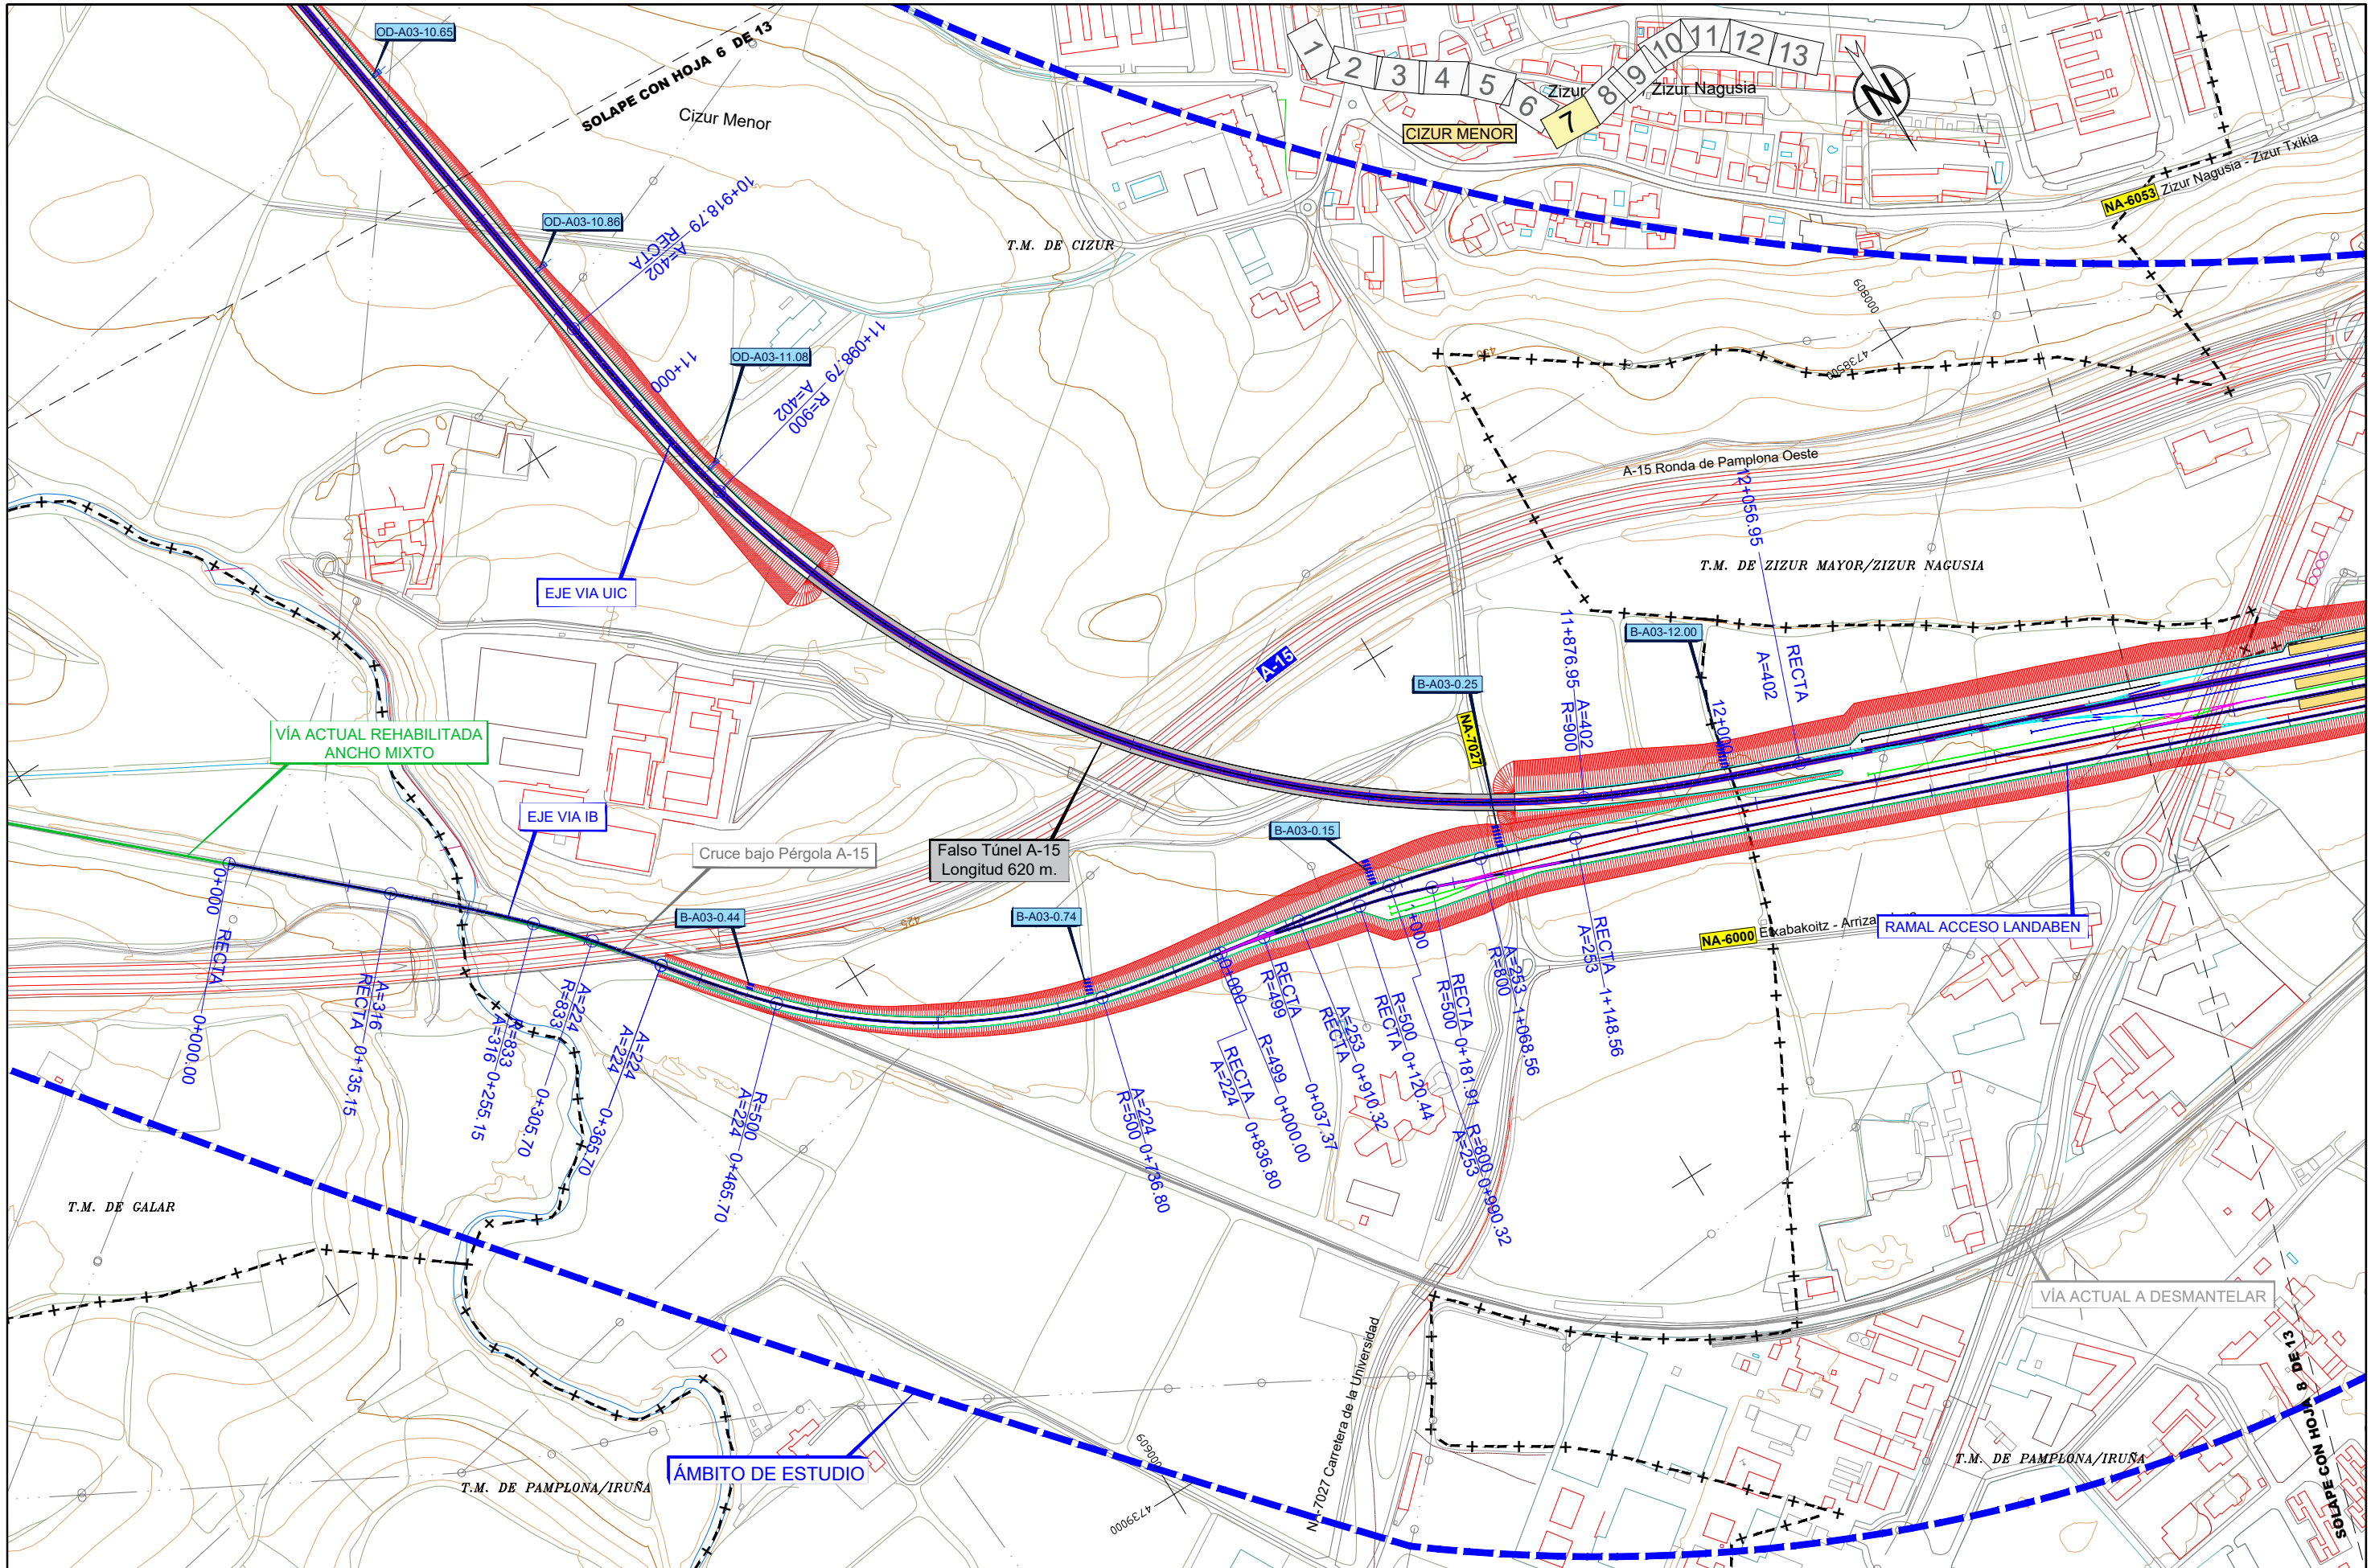 OD-A03-10.65
SOLAPE CON HOJA 6 DE 13
Cizur Menor
1
2
3
4
5
6
7
8
9
10
11
12
13
Zizur
Zizur Nagusia
CIZUR MENOR
N
NA-6053
Zizur Nagusia - Zizur Txikia
OD-A03-10.86
10+918.79
A=402
RECTA
T.M. DE CIZUR
608000
4738500
430
OD-A03-11.08
11+000
11+098.79
A=402
R=900
A-15 Ronda de Pamplona Oeste
12+056.95
RECTA
A=402
T.M. DE ZIZUR MAYOR/ZIZUR NAGUSIA
EJE VIA UIC
11+876.95
A=402
R=900
B-A03-12.00
12+000
A-15
B-A03-0.25
NA-7027
VÍA ACTUAL REHABILITADA
ANCHO MIXTO
EJE VIA IB
Cruce bajo Pérgola A-15
Falso Túnel A-15
Longitud 620 m.
B-A03-0.15
B-A03-0.44
B-A03-0.74
425
NA-6000
RAMAL ACCESO LANDABEN
0+000
RECTA
0+000.00
A=316
RECTA
0+135.15
R=833
A=316
0+255.15
A=224
R=833
0+305.70
A=224
A=224
0+365.70
R=500
A=224
0+465.70
A=224
R=500
0+736.80
RECTA
A=224
0+836.80
RECTA
R=499
R=499
0+000.00
0+037.37
A=253
RECTA
0+910.32
R=500
RECTA
0+120.44
1+000
RECTA
R=500
0+181.91
R=800
A=253
0+990.32
A=253
R=800
1+068.56
RECTA
A=253
1+148.56
T.M. DE GALAR
VÍA ACTUAL A DESMANTELAR
NA-7027 Carretera de la Universidad
ÁMBITO DE ESTUDIO
T.M. DE PAMPLONA/IRUÑA
609000
4739000
T.M. DE PAMPLONA/IRUÑA
SOLAPE CON HOJA 8 DE 13